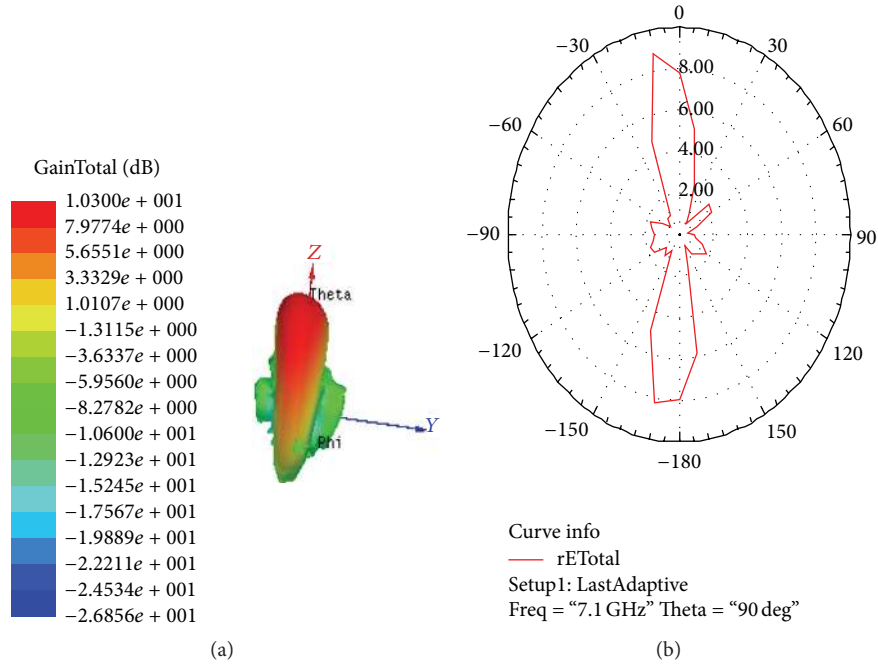 GainTotal (dB)
1.0300e + 001
7.9774e + 000
5.6551e + 000
3.3329e + 000
1.0107e + 000
−1.3115e + 000
−3.6337e + 000
−5.9560e + 000
−8.2782e + 000
−1.0600e + 001
−1.2923e + 001
−1.5245e + 001
−1.7567e + 001
−1.9889e + 001
−2.2211e + 001
−2.4534e + 001
−2.6856e + 001
Z
Theta
Y
Phi
(a)
0
−30
30
8.00
6.00
−60
60
4.00
2.00
−90
90
−120
120
−150
150
−180
Curve info
rETotal
Setup1: LastAdaptive
Freq = “7.1 GHz” Theta = “90 deg”
(b)